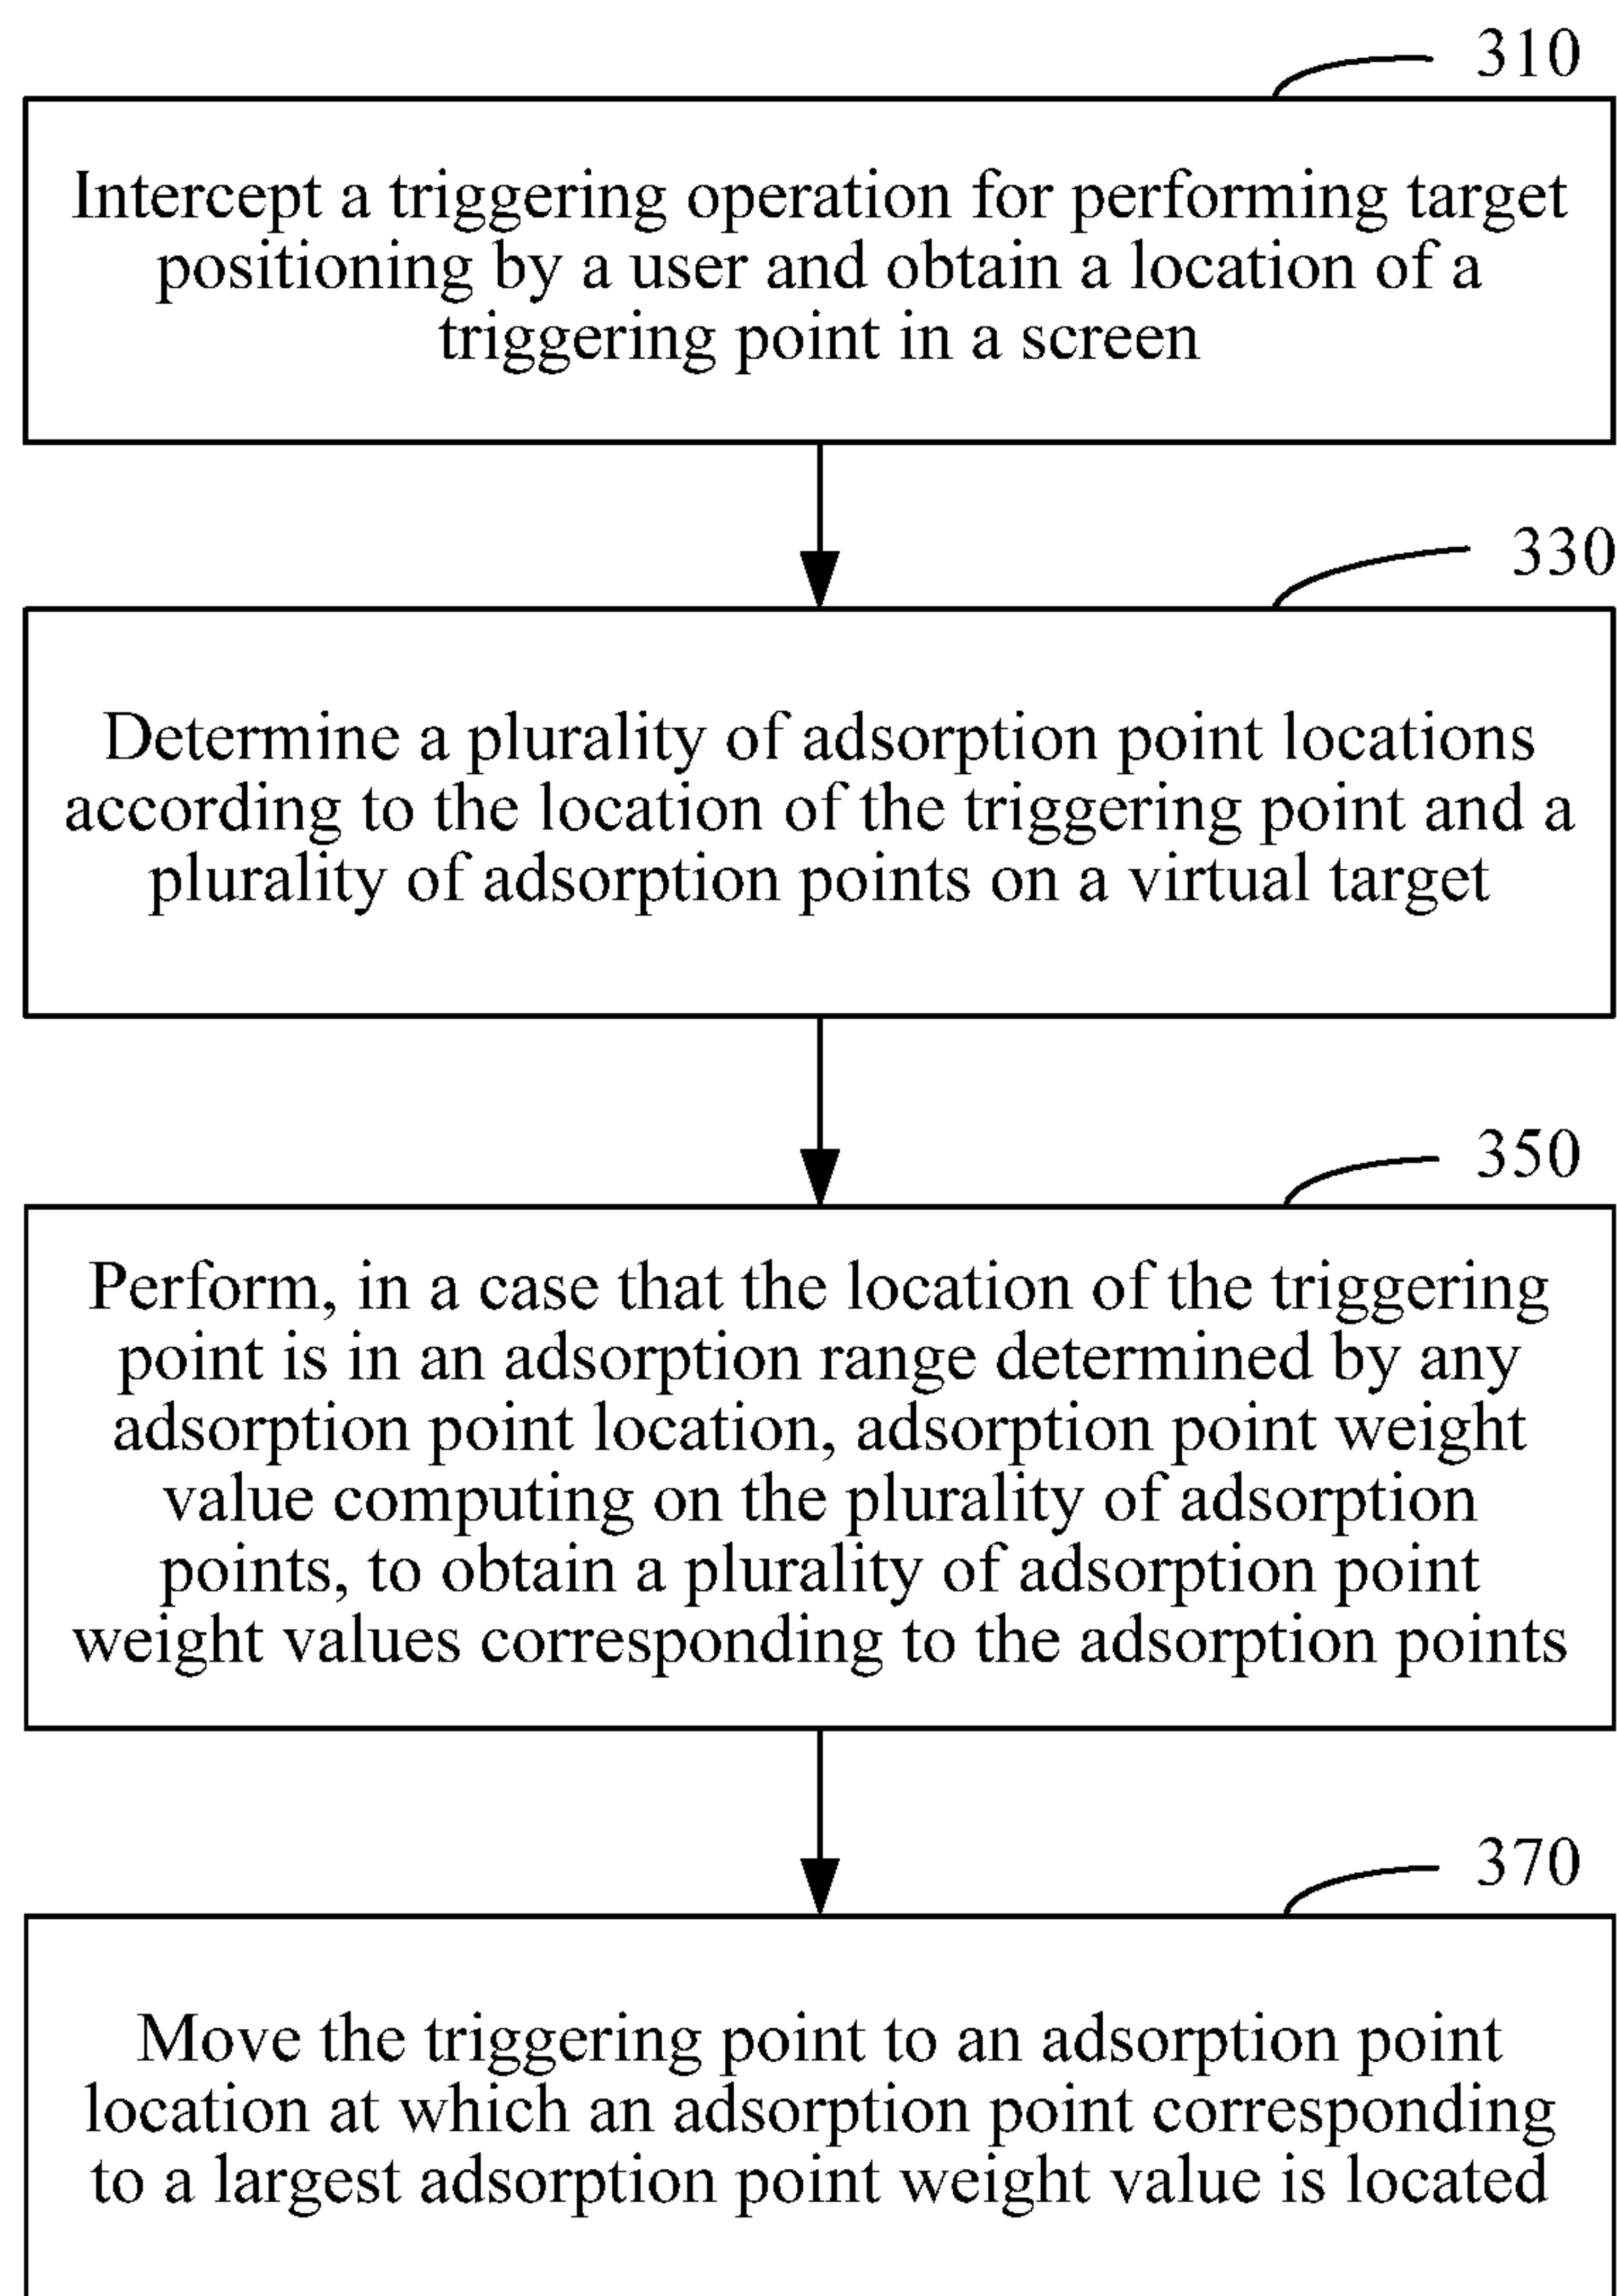 310
Intercept a triggering operation for performing target
positioning by a user and obtain a location of a
triggering point in a screen
330
Determine a plurality of adsorption point locations
according to the location of the triggering point and a
plurality of adsorption points on a virtual target
350
Perform, in a case that the location of the triggering
point is in an adsorption range determined by any
adsorption point location, adsorption point weight
value computing on the plurality of adsorption
points, to obtain a plurality of adsorption point
weight values corresponding to the adsorption points
370
Move the triggering point to an adsorption point
location at which an adsorption point corresponding
to a largest adsorption point weight value is located